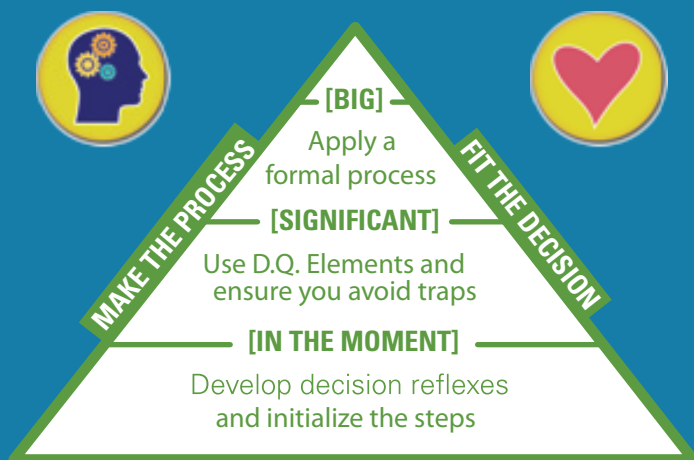 [BIG]
Apply a
formal process
MAKE THE PROCESS
FIT THE DECISION
[SIGNIFICANT]
Use D.Q. Elements and
ensure you avoid traps
[IN THE MOMENT]
Develop decision reflexes
and initialize the steps